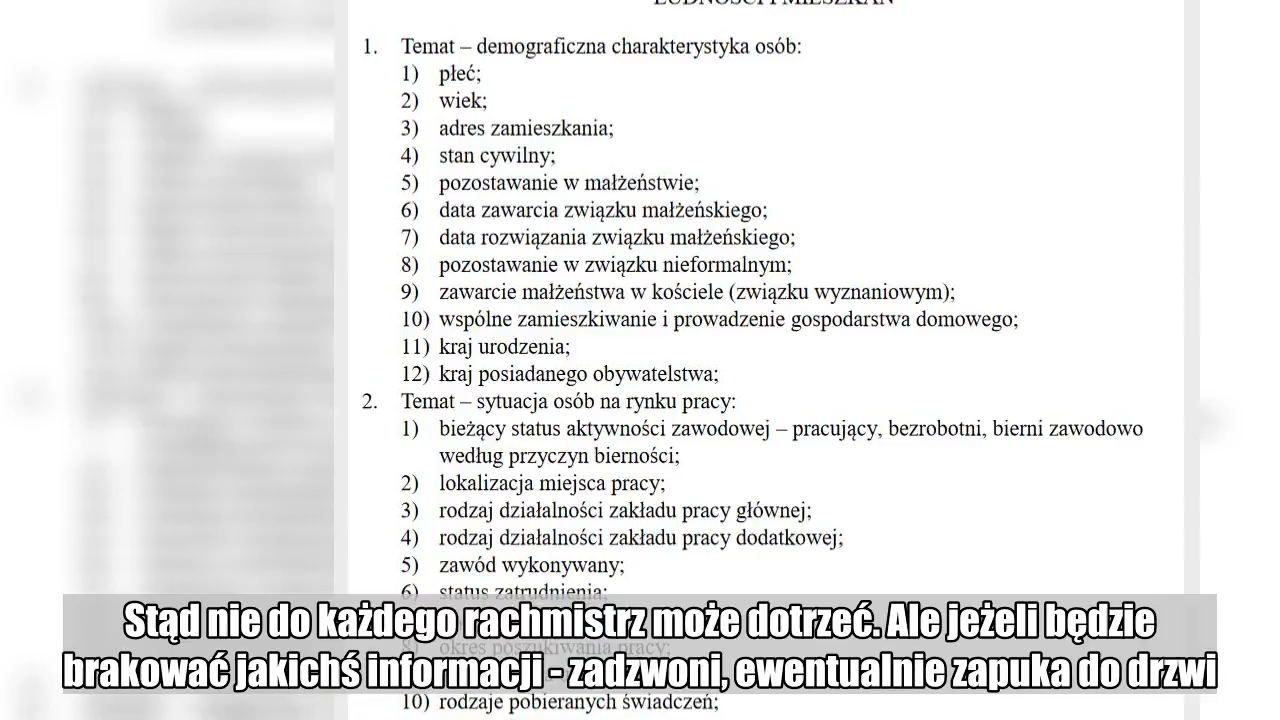 LUDNOŚCI I MIESZKAŃ
1. Temat – demograficzna charakterystyka osób:
1) płeć;
2) wiek;
3) adres zamieszkania;
4) stan cywilny;
5) pozostawanie w małżeństwie;
6) data zawarcia związku małżeńskiego;
7) data rozwiązania związku małżeńskiego;
8) pozostawanie w związku nieformalnym;
9) zawarcie małżeństwa w kościele (związku wyznaniowym);
10) wspólne zamieszkiwanie i prowadzenie gospodarstwa domowego;
11) kraj urodzenia;
12) kraj posiadanego obywatelstwa;
2. Temat – sytuacja osób na rynku pracy:
1) bieżący status aktywności zawodowej – pracujący, bezrobotni, bierni zawodowo
według przyczyn bierności;
2) lokalizacja miejsca pracy;
3) rodzaj działalności zakładu pracy głównej;
4) rodzaj działalności zakładu pracy dodatkowej;
5) zawód wykonywany;
6) status zatrudnienia;
Stąd nie do każdego rachmistrz może dotrzeć. Ale jeżeli będzie
8) okres poszukiwania pracy;
brakować jakichś informacji - zadzwoni, ewentualnie zapuka do drzwi
10) rodzaje pobieranych świadczeń;